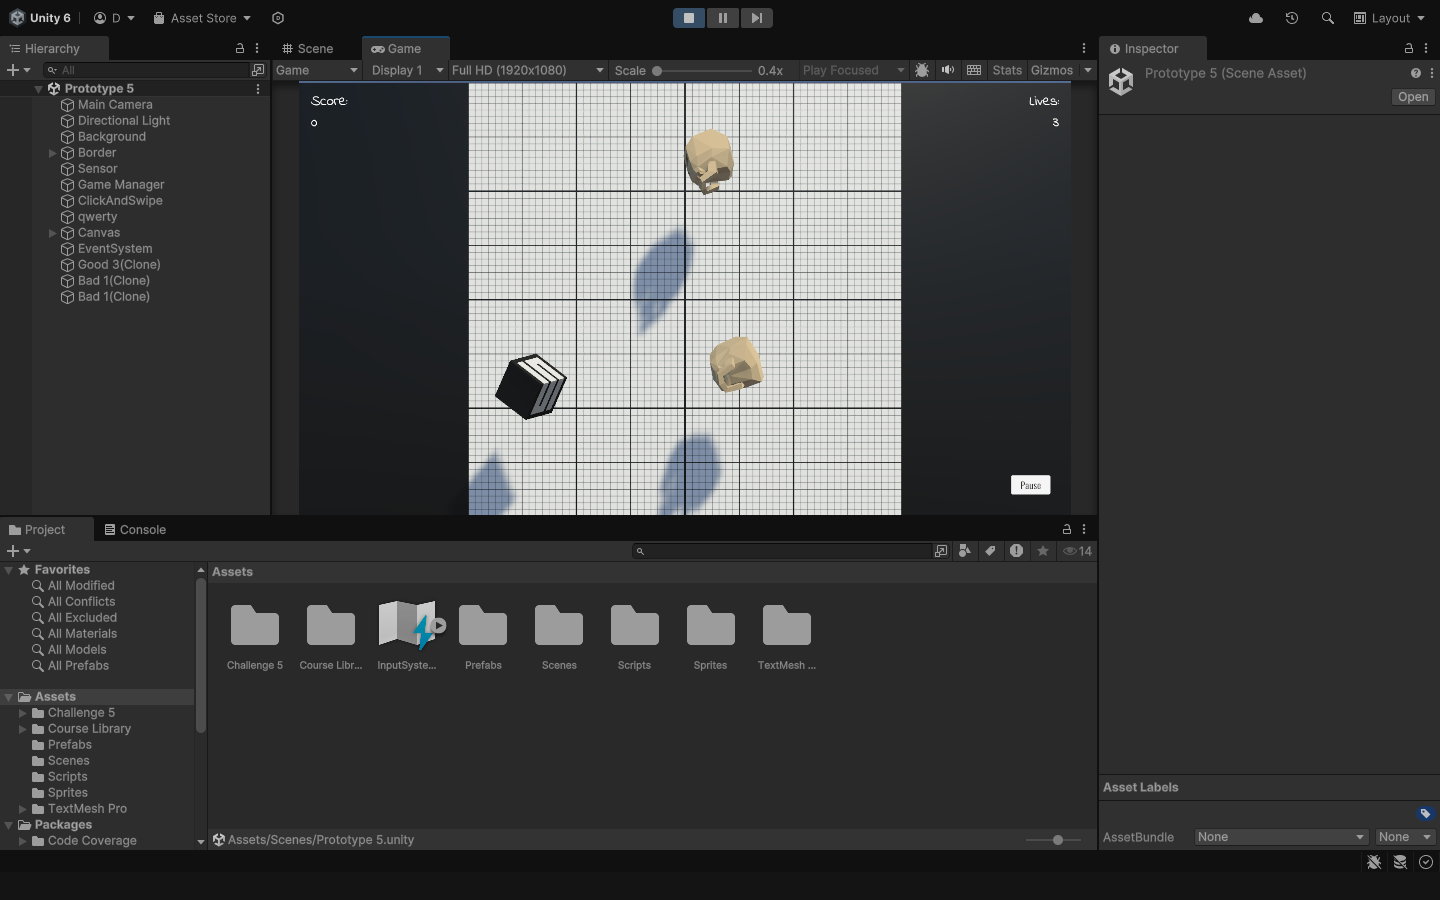 Unity 6
D
Asset Store
Layout
Hierarchy
Scene
Game
Inspector
All
Game
Display 1
Full HD (1920x1080)
Scale
0.4x
Play Focused
Stats
Gizmos
Prototype 5 (Scene Asset)
Open
Prototype 5
Main Camera
Directional Light
Background
Border
Sensor
Game Manager
ClickAndSwipe
qwerty
Canvas
EventSystem
Good 3(Clone)
Bad 1(Clone)
Bad 1(Clone)
Score:
0
Lives:
3
Pause
Project
Console
14
Favorites
All Modified
All Conflicts
All Excluded
All Materials
All Models
All Prefabs
Assets
Challenge 5
Course Library
Prefabs
Scenes
Scripts
Sprites
TextMesh Pro
Packages
Code Coverage
Assets
Challenge 5
Course Libr...
InputSyste...
Prefabs
Scenes
Scripts
Sprites
TextMesh ...
Assets/Scenes/Prototype 5.unity
Asset Labels
AssetBundle
None
None